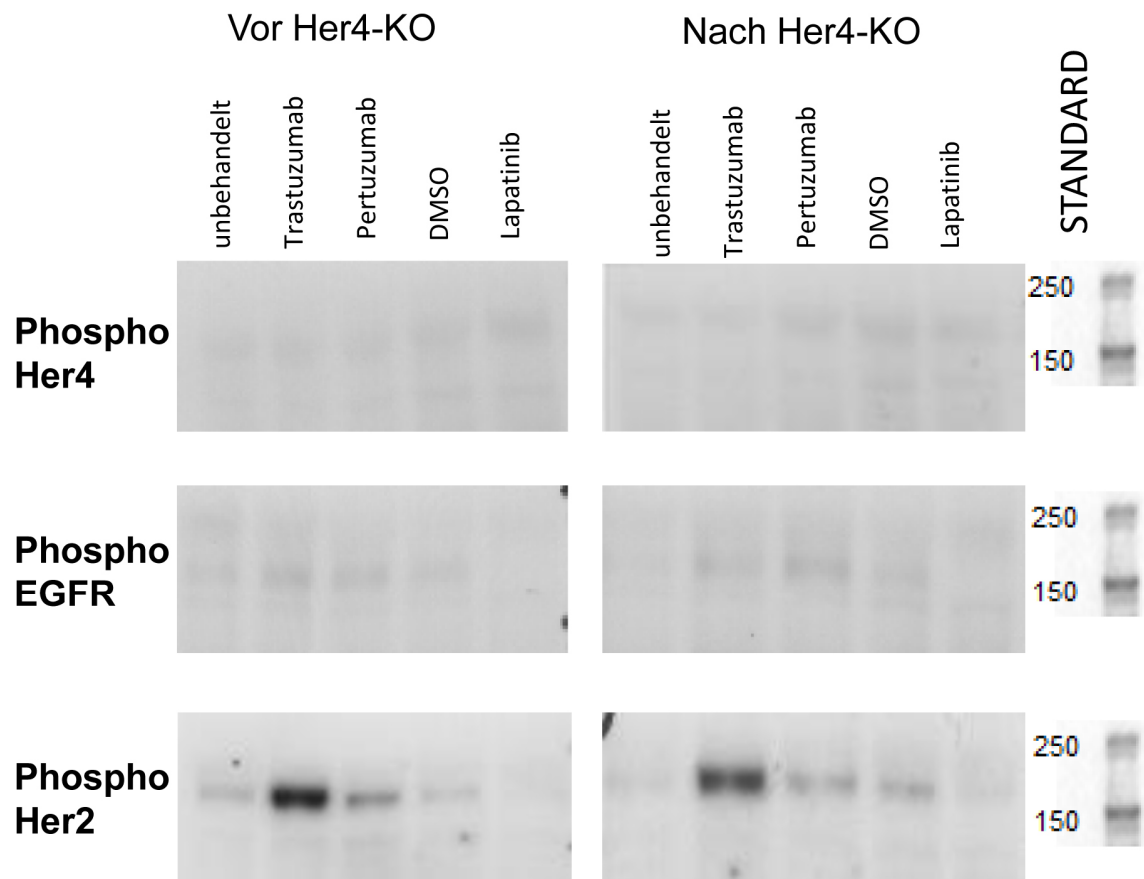 Vor Her4-KO
Nach Her4-KO
unbehandelt
Trastuzumab
Pertuzumab
DMSO
Lapatinib
unbehandelt
Trastuzumab
Pertuzumab
DMSO
Lapatinib
STANDARD
Phospho
Her4
250
150
Phospho
EGFR
250
150
Phospho
Her2
250
150